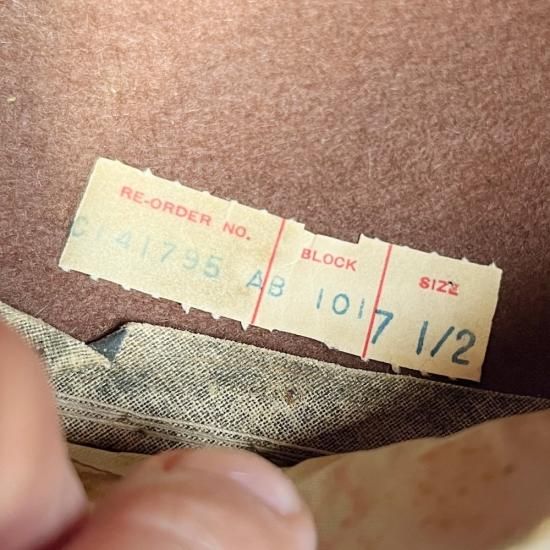 RE-ORDER NO. BLOCK SIZE
C141795 AB 101 7 1/2